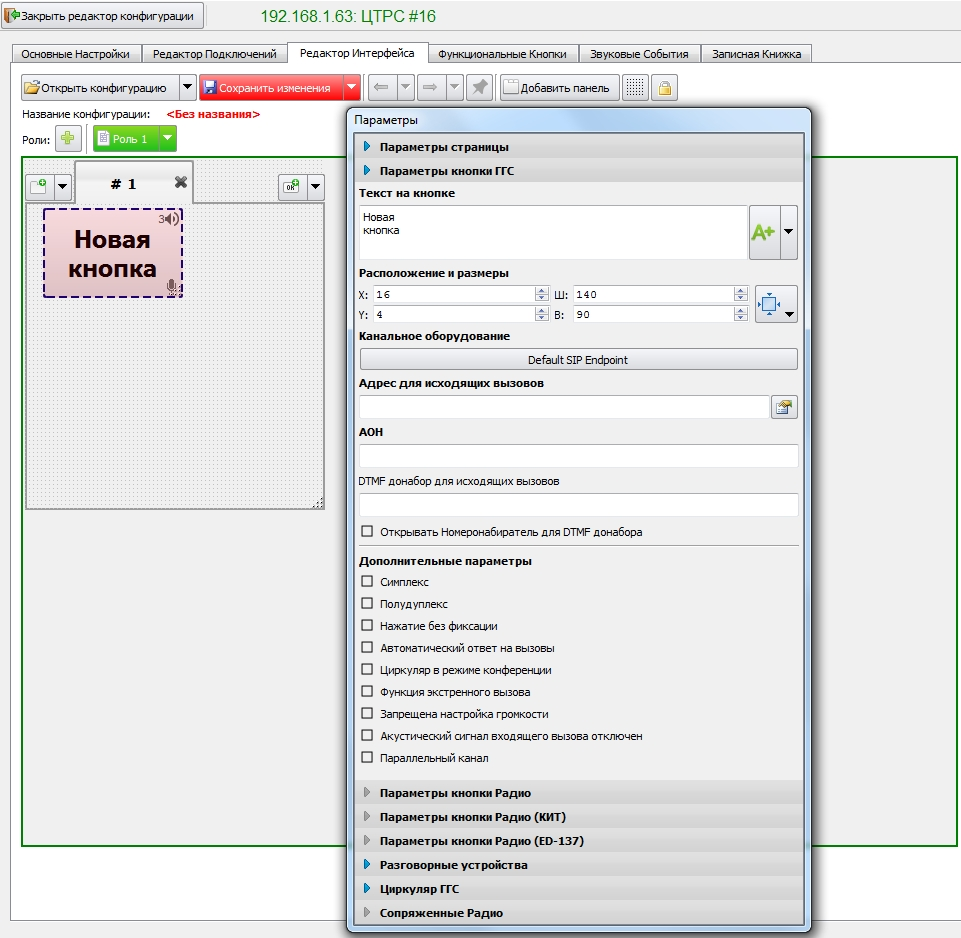 Закрыть редактор конфигурации
192.168.1.63: ЦТРС #16
Основные Настройки
Редактор Подключений
Редактор Интерфейса
Функциональные Кнопки
Звуковые События
Записная Книжка
Открыть конфигурацию
Сохранить изменения
Добавить панель
Название конфигурации: <Без названия>
Роли:
Роль 1
# 1
OK
3
Новая
кнопка
Параметры
Параметры страницы
Параметры кнопки ГГС
Текст на кнопке
Новая
кнопка
A+
Расположение и размеры
X: 16 Ш: 140
Y: 4 В: 90
Канальное оборудование
Default SIP Endpoint
Адрес для исходящих вызовов
АОН
DTMF донабор для исходящих вызовов
Открывать Номеронабиратель для DTMF донабора
Дополнительные параметры
Симплекс
Полудуплекс
Нажатие без фиксации
Автоматический ответ на вызовы
Циркуляр в режиме конференции
Функция экстренного вызова
Запрещена настройка громкости
Акустический сигнал входящего вызова отключен
Параллельный канал
Параметры кнопки Радио
Параметры кнопки Радио (КИТ)
Параметры кнопки Радио (ED-137)
Разговорные устройства
Циркуляр ГГС
Сопряженные Радио